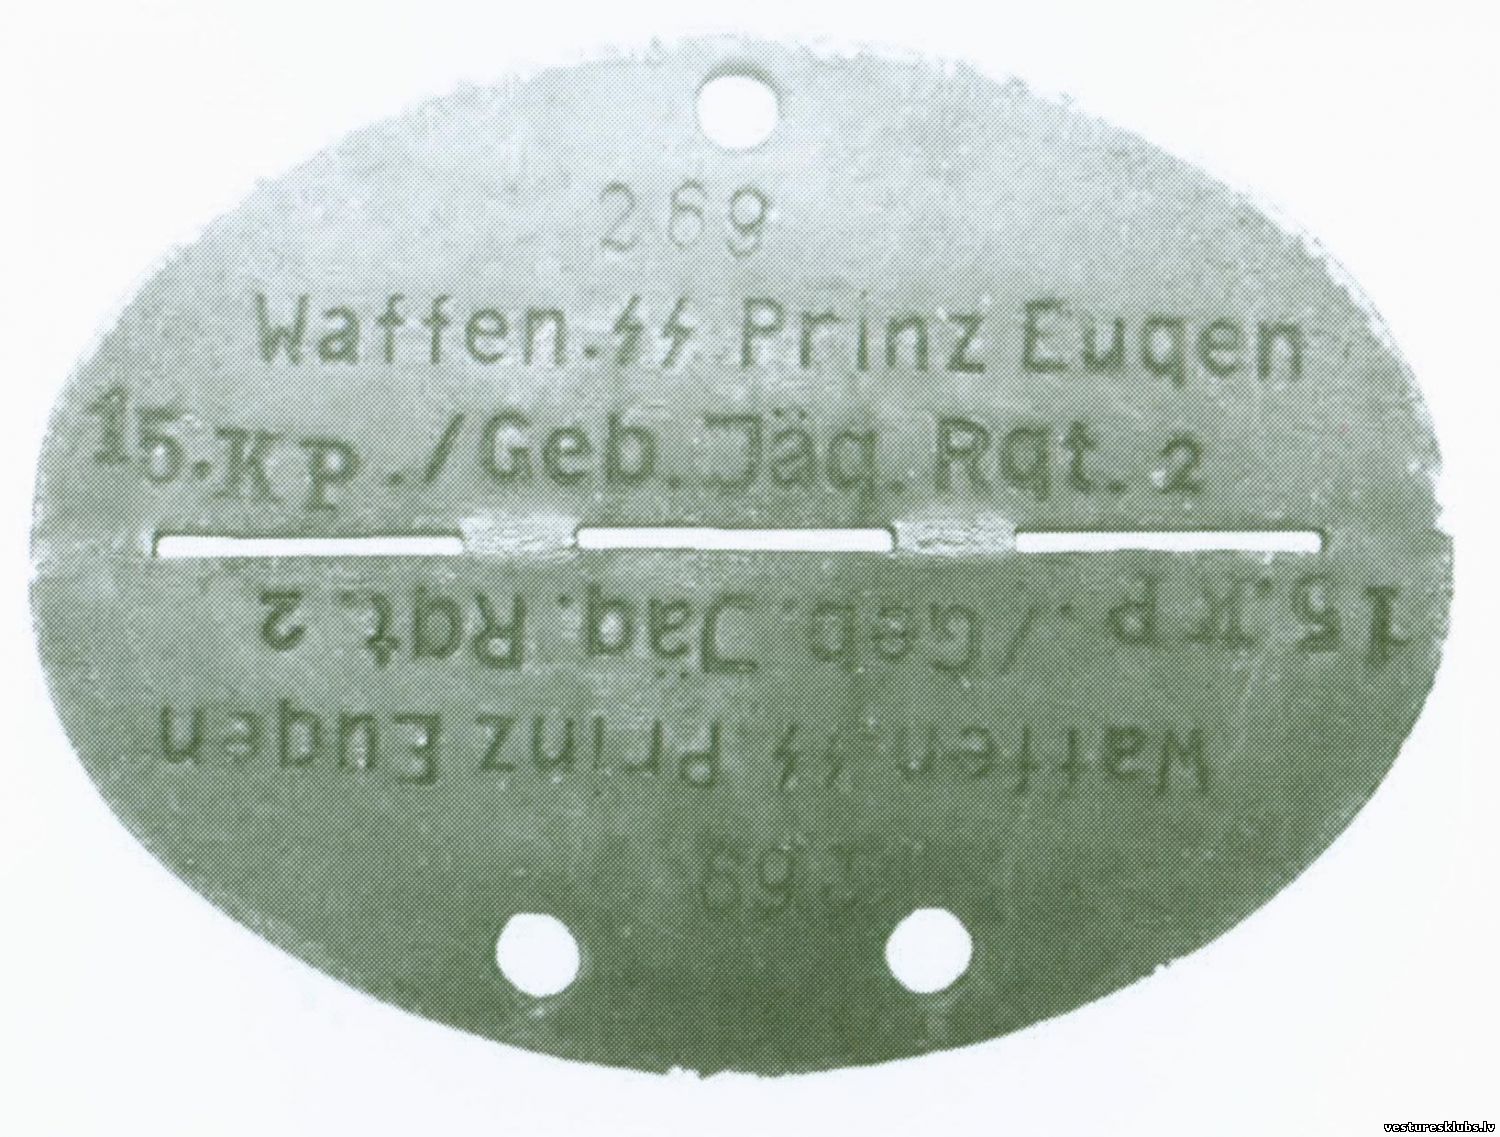 269
Waffen.ᛋᛋ Prinz Eugen
15.KP./Geb.Jäg.Rgt.2
15.KP./Geb.Jäg.Rgt.2
Waffen.ᛋᛋ Prinz Eugen
269
vesturesklubs.lv